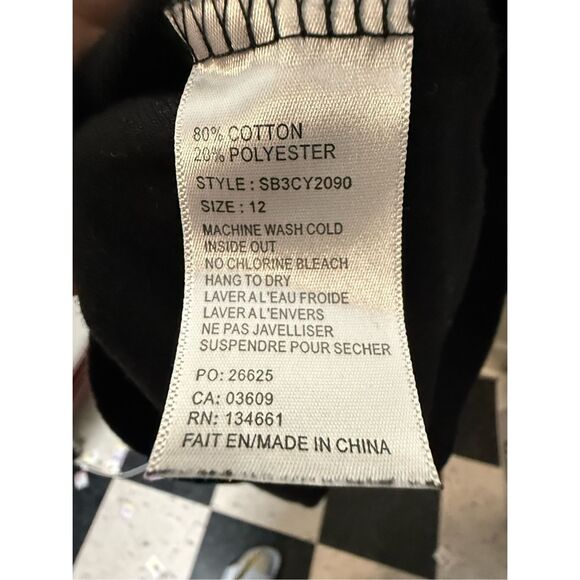 80% COTTON
20% POLYESTER
STYLE : SB3CY2090
SIZE : 12
MACHINE WASH COLD
INSIDE OUT
NO CHLORINE BLEACH
HANG TO DRY
LAVER A L'EAU FROIDE
LAVER A L'ENVERS
NE PAS JAVELLISER
SUSPENDRE POUR SECHER
PO: 26625
CA: 03609
RN: 134661
FAIT EN/MADE IN CHINA